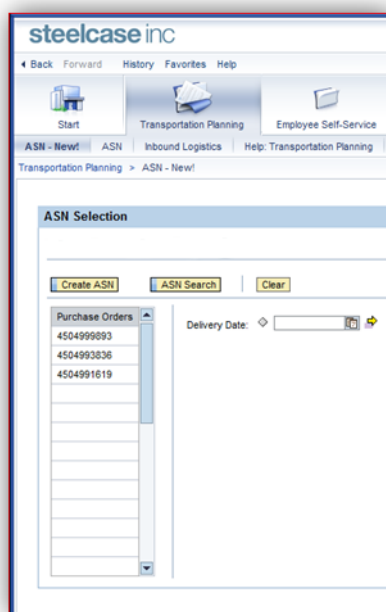 steelcase inc
Back Forward History Favorites Help
Start Transportation Planning Employee Self-Service
ASN - New! ASN Inbound Logistics Help: Transportation Planning
Transportation Planning > ASN - New!
ASN Selection
Create ASN ASN Search Clear
Purchase Orders
Delivery Date:
4504999893
4504993836
4504991619